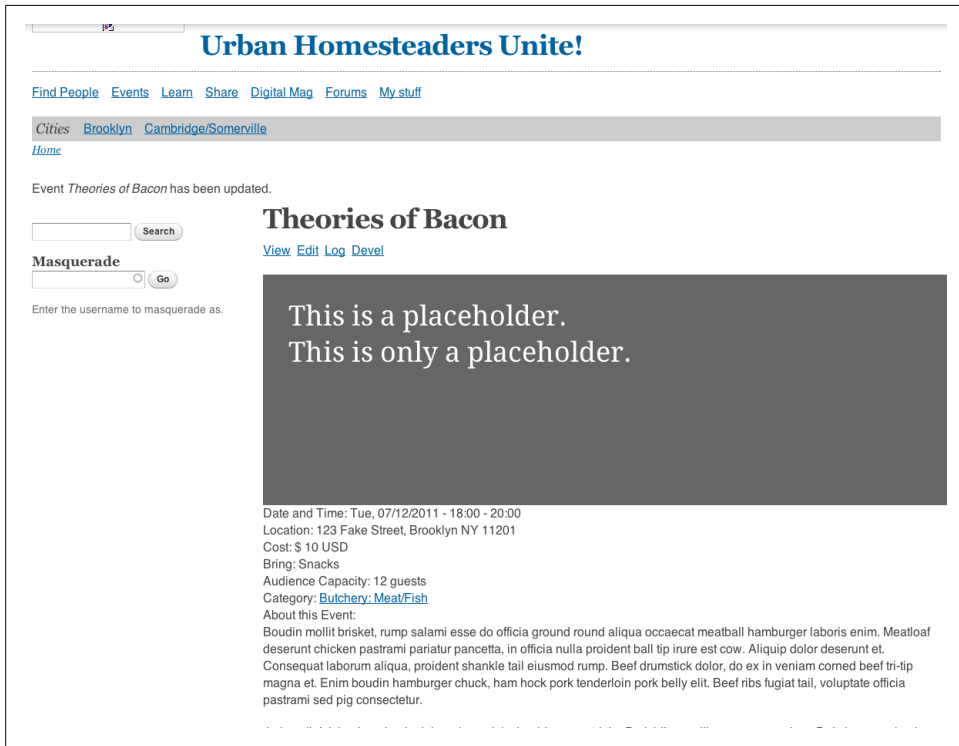 Urban Homesteaders Unite!
Find People Events Learn Share Digital Mag Forums My stuff
Cities Brooklyn Cambridge/Somerville
Home
Event Theories of Bacon has been updated.
Search
Masquerade
Go
Enter the username to masquerade as.
Theories of Bacon
View Edit Log Devel
This is a placeholder.
This is only a placeholder.
Date and Time: Tue, 07/12/2011 - 18:00 - 20:00
Location: 123 Fake Street, Brooklyn NY 11201
Cost: $ 10 USD
Bring: Snacks
Audience Capacity: 12 guests
Category: Butchery: Meat/Fish
About this Event:
Boudin mollit brisket, rump salami esse do officia ground round aliqua occaecat meatball hamburger laboris enim. Meatloaf
deserunt chicken pastrami pariatur pancetta, in officia nulla proident ball tip irure est cow. Aliquip dolor deserunt et.
Consequat laborum aliqua, proident shankle tail eiusmod rump. Beef drumstick dolor, do ex in veniam corned beef tri-tip
magna et. Enim boudin hamburger chuck, ham hock pork tenderloin pork belly elit. Beef ribs fugiat tail, voluptate officia
pastrami sed pig consectetur.